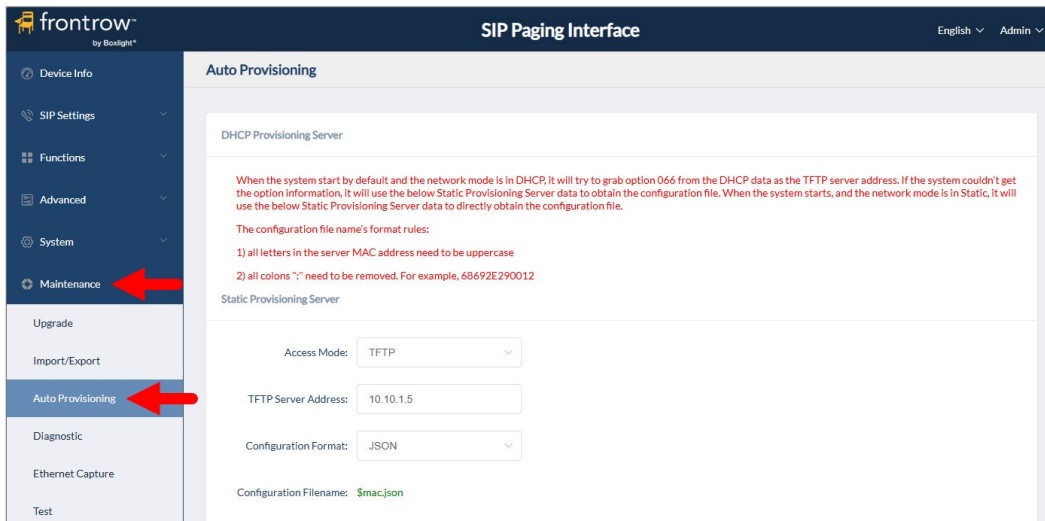 frontrow™
by Boxlight®
SIP Paging Interface
English
Admin
Device Info
SIP Settings
Functions
Advanced
System
Maintenance
Upgrade
Import/Export
Auto Provisioning
Diagnostic
Ethernet Capture
Test
Auto Provisioning
DHCP Provisioning Server
When the system start by default and the network mode is in DHCP, it will try to grab option 066 from the DHCP data as the TFTP server address. If the system couldn't get
the option information, it will use the below Static Provisioning Server data to obtain the configuration file. When the system starts, and the network mode is in Static, it will
use the below Static Provisioning Server data to directly obtain the configuration file.
The configuration file name's format rules:
1) all letters in the server MAC address need to be uppercase
2) all colons ":" need to be removed. For example, 68692E290012
Static Provisioning Server
Access Mode: TFTP
TFTP Server Address: 10.10.1.5
Configuration Format: JSON
Configuration Filename: $mac.json